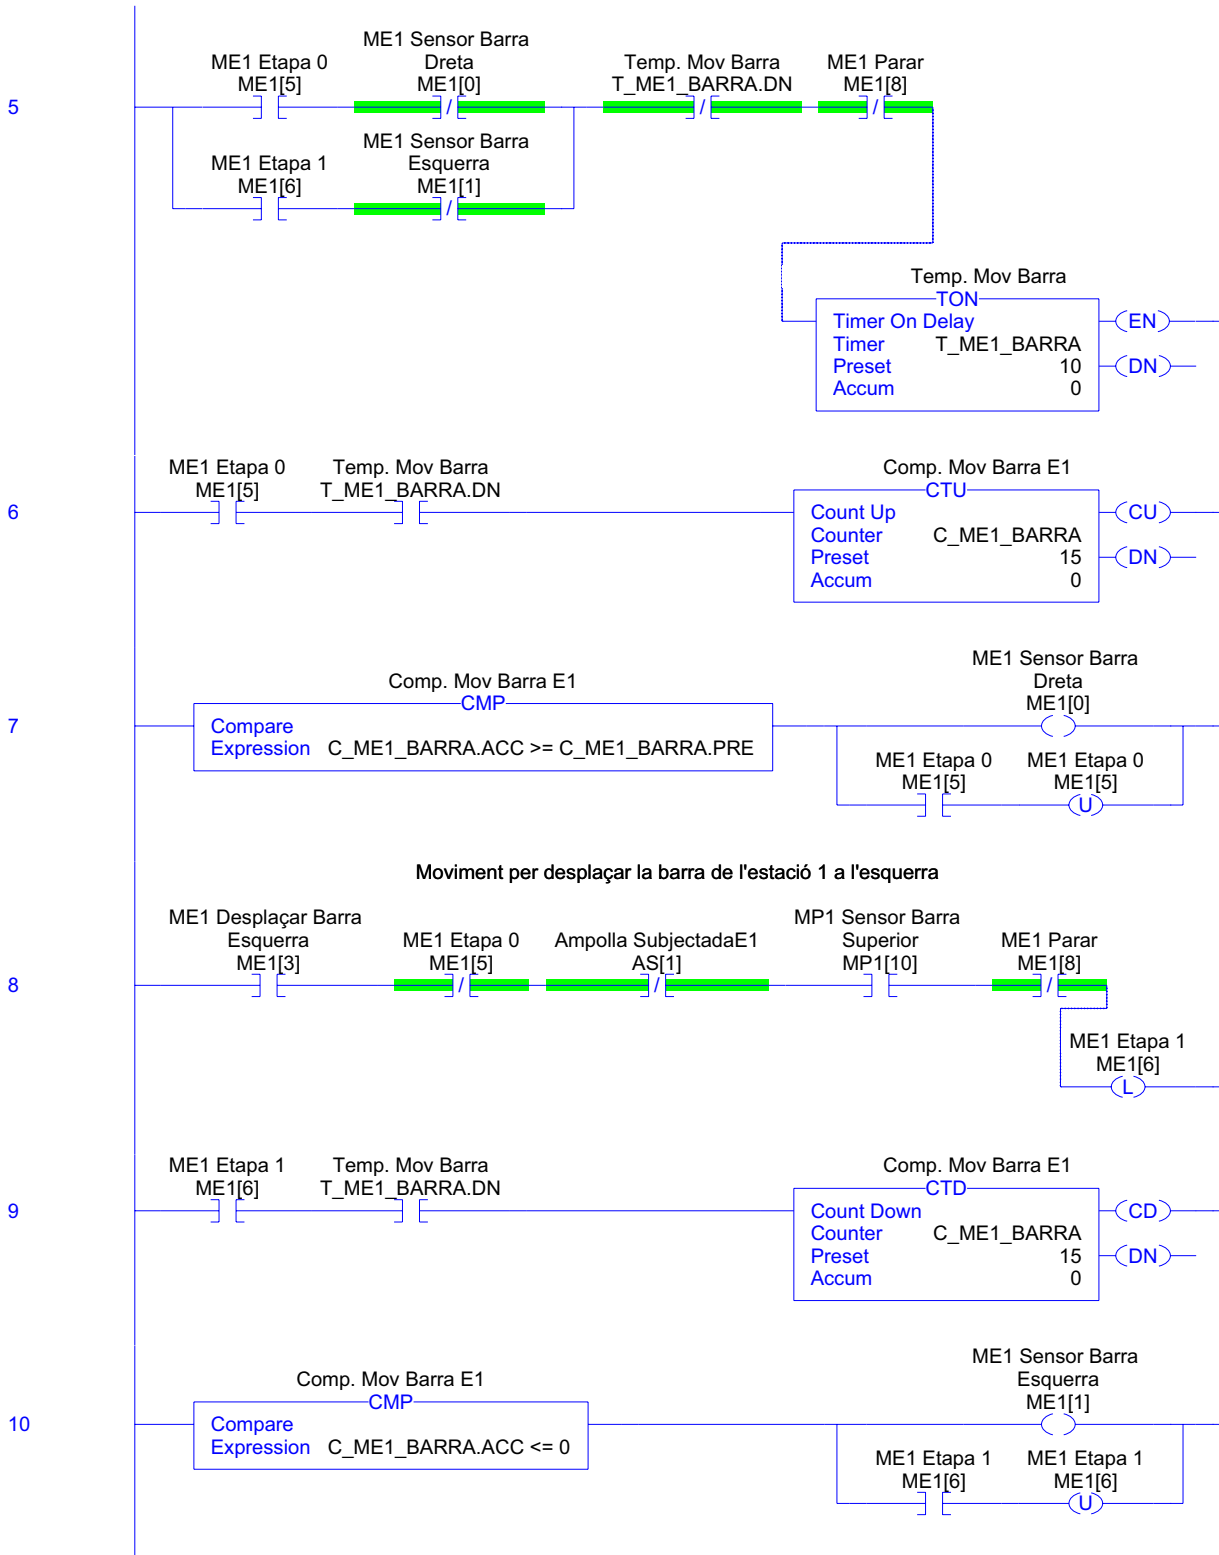 5
ME1 Etapa 0
ME1[5]
ME1 Sensor Barra
Dreta
ME1[0]
Temp. Mov Barra
T_ME1_BARRA.DN
ME1 Parar
ME1[8]
ME1 Etapa 1
ME1[6]
ME1 Sensor Barra
Esquerra
ME1[1]
Temp. Mov Barra
TON
Timer On Delay
Timer T_ME1_BARRA
Preset 10
Accum 0
EN
DN
6
ME1 Etapa 0
ME1[5]
Temp. Mov Barra
T_ME1_BARRA.DN
Comp. Mov Barra E1
CTU
Count Up
Counter C_ME1_BARRA
Preset 15
Accum 0
CU
DN
7
Comp. Mov Barra E1
CMP
Compare
Expression C_ME1_BARRA.ACC >= C_ME1_BARRA.PRE
ME1 Sensor Barra
Dreta
ME1[0]
ME1 Etapa 0
ME1[5]
ME1 Etapa 0
ME1[5]
U
Moviment per desplaçar la barra de l'estació 1 a l'esquerra
8
ME1 Desplaçar Barra
Esquerra
ME1[3]
ME1 Etapa 0
ME1[5]
Ampolla SubjectadaE1
AS[1]
MP1 Sensor Barra
Superior
MP1[10]
ME1 Parar
ME1[8]
ME1 Etapa 1
ME1[6]
L
9
ME1 Etapa 1
ME1[6]
Temp. Mov Barra
T_ME1_BARRA.DN
Comp. Mov Barra E1
CTD
Count Down
Counter C_ME1_BARRA
Preset 15
Accum 0
CD
DN
10
Comp. Mov Barra E1
CMP
Compare
Expression C_ME1_BARRA.ACC <= 0
ME1 Sensor Barra
Esquerra
ME1[1]
ME1 Etapa 1
ME1[6]
ME1 Etapa 1
ME1[6]
U